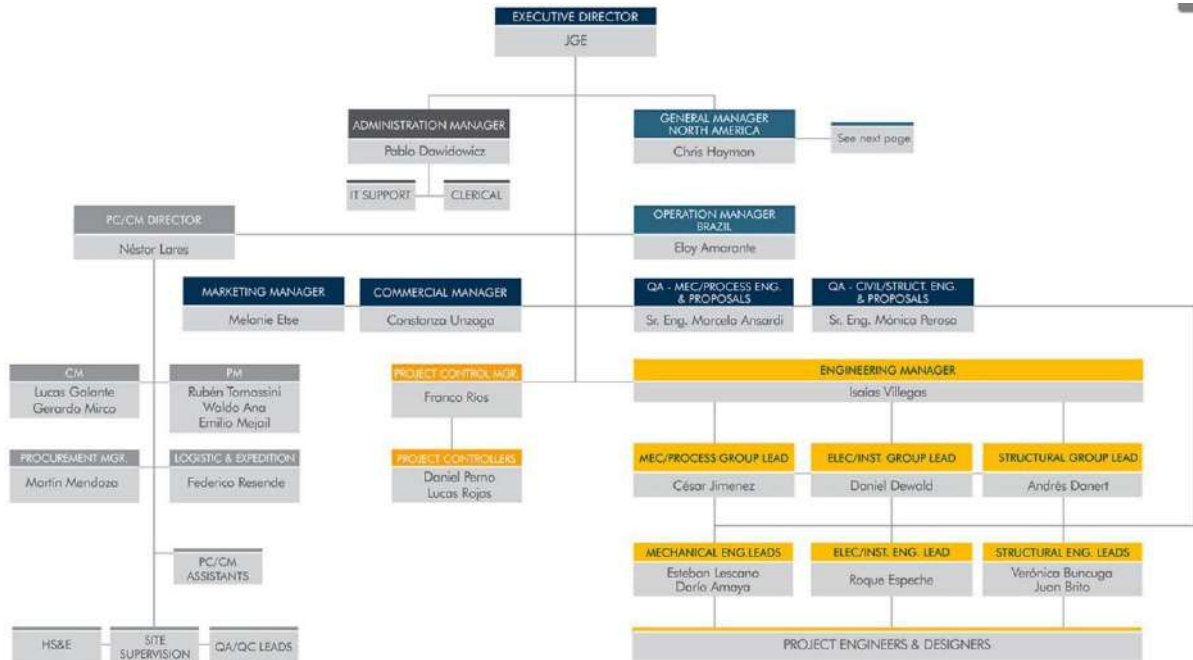 EXECUTIVE DIRECTOR
JGE
ADMINISTRATION MANAGER
Pablo Dawidowicz
GENERAL MANAGER
NORTH AMERICA
Chris Hayman
See next page
IT SUPPORT
CLERICAL
PC/CM DIRECTOR
Néstor Lares
OPERATION MANAGER
BRAZIL
Eloy Amarante
MARKETING MANAGER
Melanie Etse
COMMERCIAL MANAGER
Constanza Unzaga
QA - MEC/PROCESS ENG.
& PROPOSALS
Sr. Eng. Marcela Ansardi
QA - CIVIL/STRUCT. ENG.
& PROPOSALS
Sr. Eng. Mónica Perosa
CM
Lucas Galante
Gerardo Mirco
PM
Rubén Tomassini
Waldo Ana
Emilio Mejail
PROJECT CONTROL MGR.
Franco Rios
ENGINEERING MANAGER
Isaías Villegas
PROCUREMENT MGR.
Martín Mendoza
LOGISTIC & EXPEDITION
Federico Resende
PROJECT CONTROLLERS
Daniel Perno
Lucas Rojas
MEC/PROCESS GROUP LEAD
César Jimenez
ELEC/INST. GROUP LEAD
Daniel Dewald
STRUCTURAL GROUP LEAD
Andrés Danert
PC/CM
ASSISTANTS
MECHANICAL ENG.LEADS
Esteban Lescano
Darío Amaya
ELEC/INST. ENG. LEAD
Roque Espeche
STRUCTURAL ENG. LEADS
Verónica Buncuga
Juan Brito
HS&E
SITE
SUPERVISION
QA/QC LEADS
PROJECT ENGINEERS & DESIGNERS